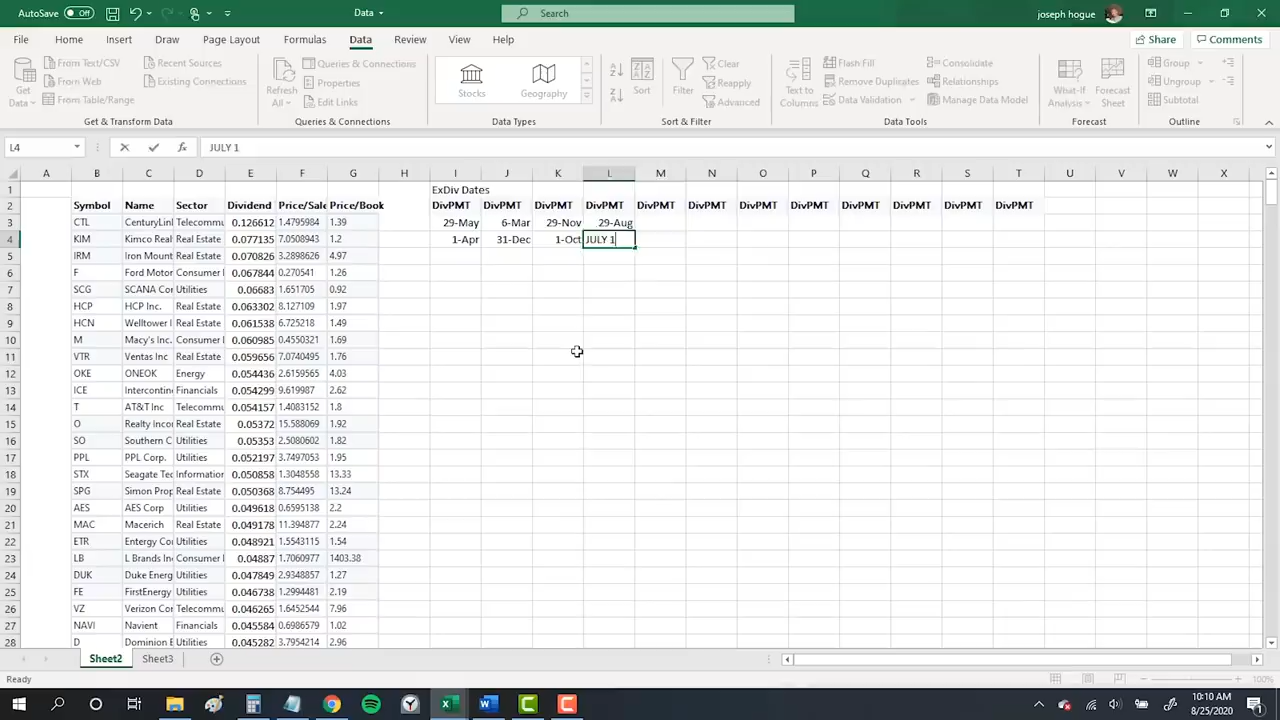 AutoSave Off Data Search joseph hogue
File Home Insert Draw Page Layout Formulas Data Review View Help Share Comments
Get Data From Text/CSV Recent Sources Refresh All Queries & Connections Stocks Geography Sort Filter Clear Text to Columns Flash Fill Consolidate What-If Analysis Forecast Sheet Group
From Web Existing Connections Properties Reapply Remove Duplicates Relationships Ungroup
From Table/Range Edit Links Advanced Data Validation Manage Data Model Subtotal
Get & Transform Data Queries & Connections Data Types Sort & Filter Data Tools Forecast Outline
L4 fx JULY 1
A B C D E F G H I J K L M N O P Q R S T U V W X
1 ExDiv Dates
2 Symbol Name Sector Dividend Price/Sale Price/Book DivPMT DivPMT DivPMT DivPMT DivPMT DivPMT DivPMT DivPMT DivPMT DivPMT DivPMT DivPMT
3 CTL CenturyLin Telecommu 0.126612 1.4795984 1.39 29-May 6-Mar 29-Nov 29-Aug
4 KIM Kimco Real Real Estate 0.077135 7.0508943 1.2 1-Apr 31-Dec 1-Oct JULY 1
5 IRM Iron Mount Real Estate 0.070826 3.2898626 4.97
6 F Ford Motor Consumer 0.067844 0.270541 1.26
7 SCG SCANA Cor Utilities 0.06683 1.651705 0.92
8 HCP HCP Inc. Real Estate 0.063302 8.127109 1.97
9 HCN Welltower Real Estate 0.061538 6.725218 1.49
10 M Macy's Inc. Consumer 0.060985 0.4550321 1.69
11 VTR Ventas Inc Real Estate 0.059656 7.0740495 1.76
12 OKE ONEOK Energy 0.054436 2.6159565 4.03
13 ICE Intercontine Financials 0.054299 9.619987 2.62
14 T AT&T Inc Telecommu 0.054157 1.4083152 1.8
15 O Realty Incor Real Estate 0.05372 15.588069 1.92
16 SO Southern C Utilities 0.05353 2.5080602 1.82
17 PPL PPL Corp. Utilities 0.052197 3.7497053 1.95
18 STX Seagate Tec Information 0.050858 1.3048558 13.33
19 SPG Simon Prop Real Estate 0.050368 8.754495 13.24
20 AES AES Corp Utilities 0.049618 0.6595138 2.2
21 MAC Macerich Real Estate 0.049178 11.394877 2.24
22 ETR Entergy Co Utilities 0.048921 1.5543115 1.54
23 LB L Brands In Consumer 0.04887 1.7060977 1403.38
24 DUK Duke Energ Utilities 0.047849 2.9348857 1.27
25 FE FirstEnergy Utilities 0.046738 1.2994481 2.19
26 VZ Verizon Cor Telecommu 0.046265 1.6452544 7.96
27 NAVI Navient Financials 0.045584 0.6986579 1.02
28 D Dominion E Utilities 0.045282 3.7954214 2.96
Sheet2 Sheet3
Ready 100%
10:10 AM
8/25/2020